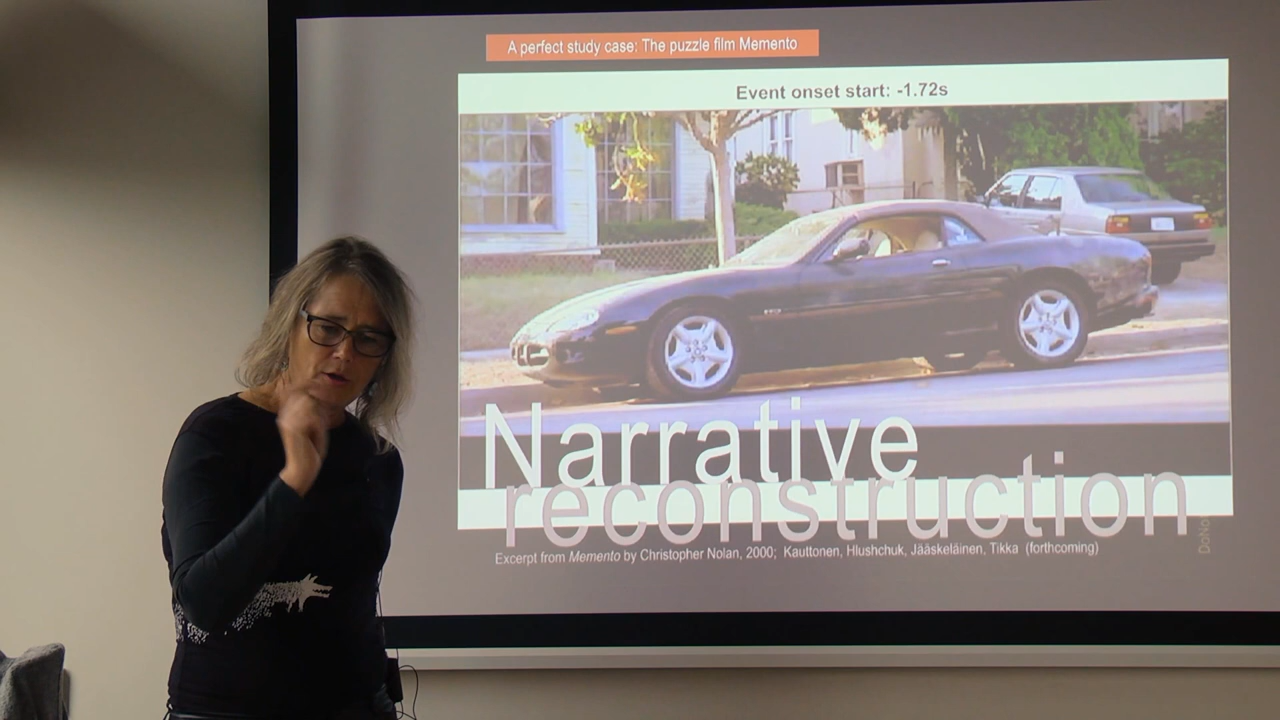 A perfect study case: The puzzle film Memento
Event onset start: -1.72s
Narrative
reconstruction
Excerpt from Memento by Christopher Nolan, 2000; Kauttonen, Hlushchuk, Jääskeläinen, Tikka (forthcoming)